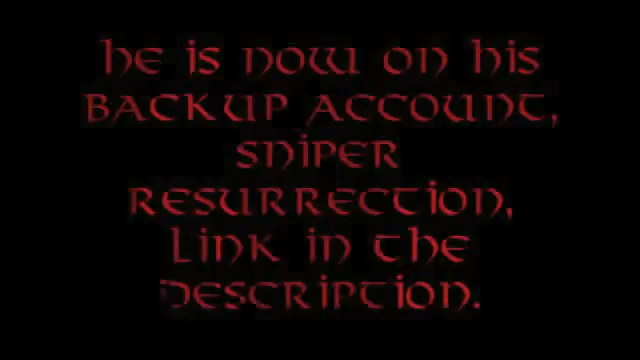 he is now on his
backup account,
sniper
resurrection,
Link in the
Description.